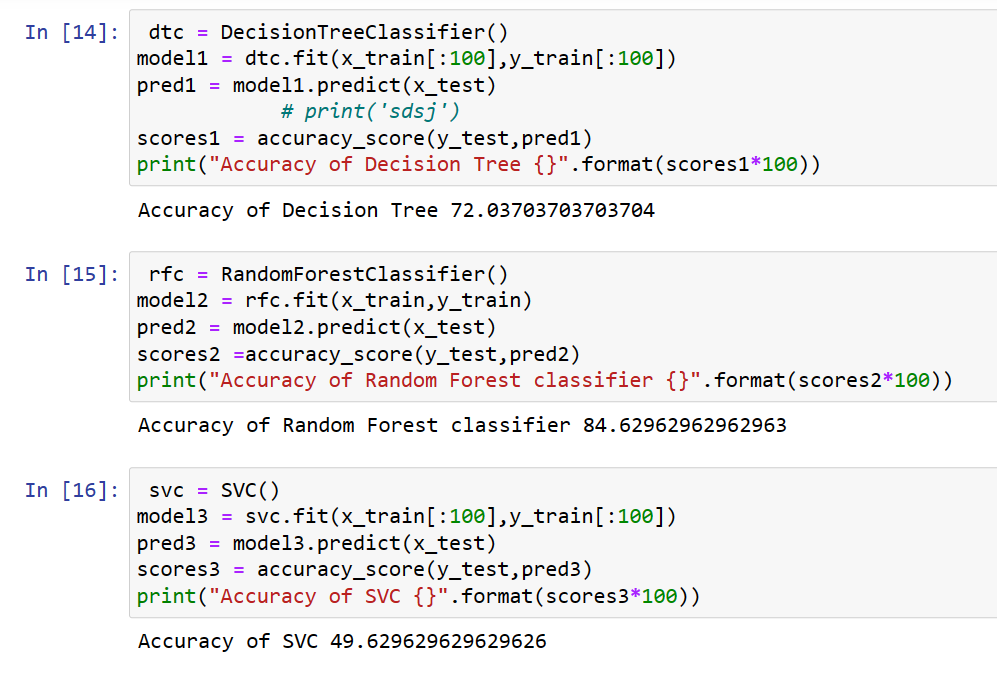 In [14]: dtc = DecisionTreeClassifier()
model1 = dtc.fit(x_train[:100],y_train[:100])
pred1 = model1.predict(x_test)
# print('sdsj')
scores1 = accuracy_score(y_test,pred1)
print("Accuracy of Decision Tree {}".format(scores1*100))
Accuracy of Decision Tree 72.03703703703704
In [15]: rfc = RandomForestClassifier()
model2 = rfc.fit(x_train,y_train)
pred2 = model2.predict(x_test)
scores2 =accuracy_score(y_test,pred2)
print("Accuracy of Random Forest classifier {}".format(scores2*100))
Accuracy of Random Forest classifier 84.62962962962963
In [16]: svc = SVC()
model3 = svc.fit(x_train[:100],y_train[:100])
pred3 = model3.predict(x_test)
scores3 = accuracy_score(y_test,pred3)
print("Accuracy of SVC {}".format(scores3*100))
Accuracy of SVC 49.629629629629626